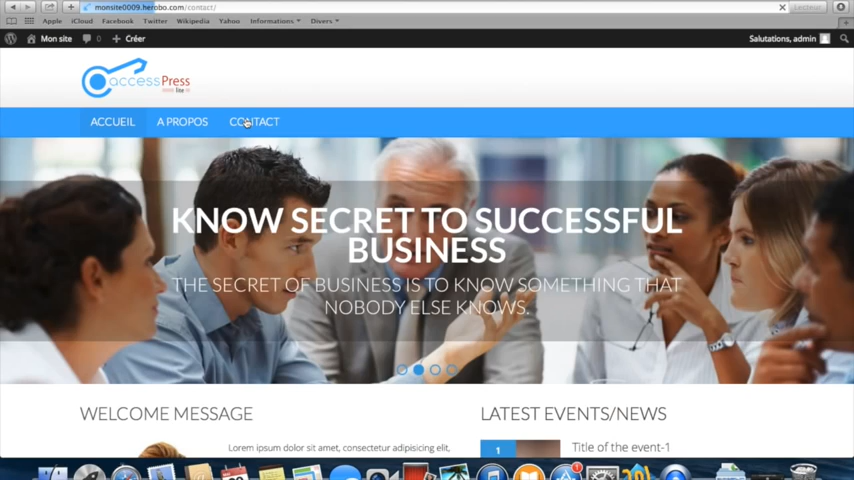 monsite0009.herobo.com/contact/
Lecteur
Apple iCloud Facebook Twitter Wikipedia Yahoo Informations Divers
Mon site 0 Créer Salutations, admin
accessPress
lite
ACCUEIL A PROPOS CONTACT
KNOW SECRET TO SUCCESSFUL
BUSINESS
THE SECRET OF BUSINESS IS TO KNOW SOMETHING THAT
NOBODY ELSE KNOWS.
WELCOME MESSAGE
LATEST EVENTS/NEWS
Lorem ipsum dolor sit amet, consectetur adipisicing elit,
1
Title of the event-1